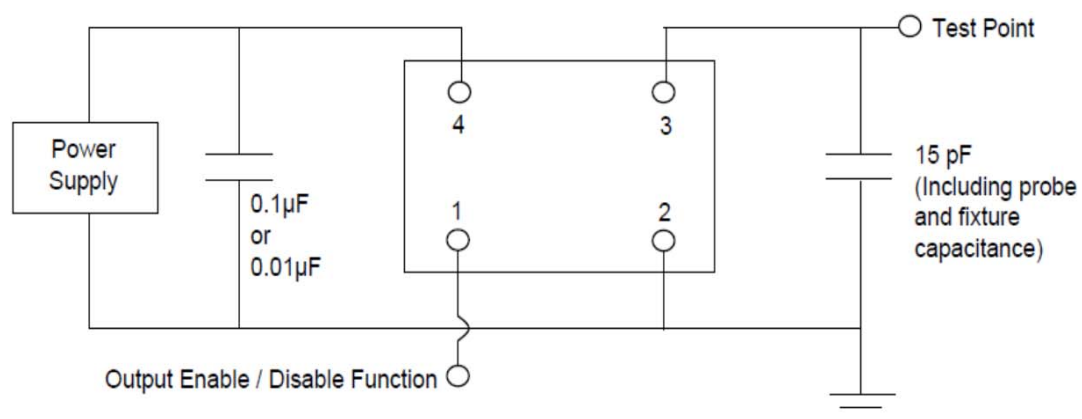 Test Point
4
3
Power
Supply
15 pF
(Including probe
and fixture
capacitance)
0.1µF
or
0.01µF
1
2
Output Enable / Disable Function